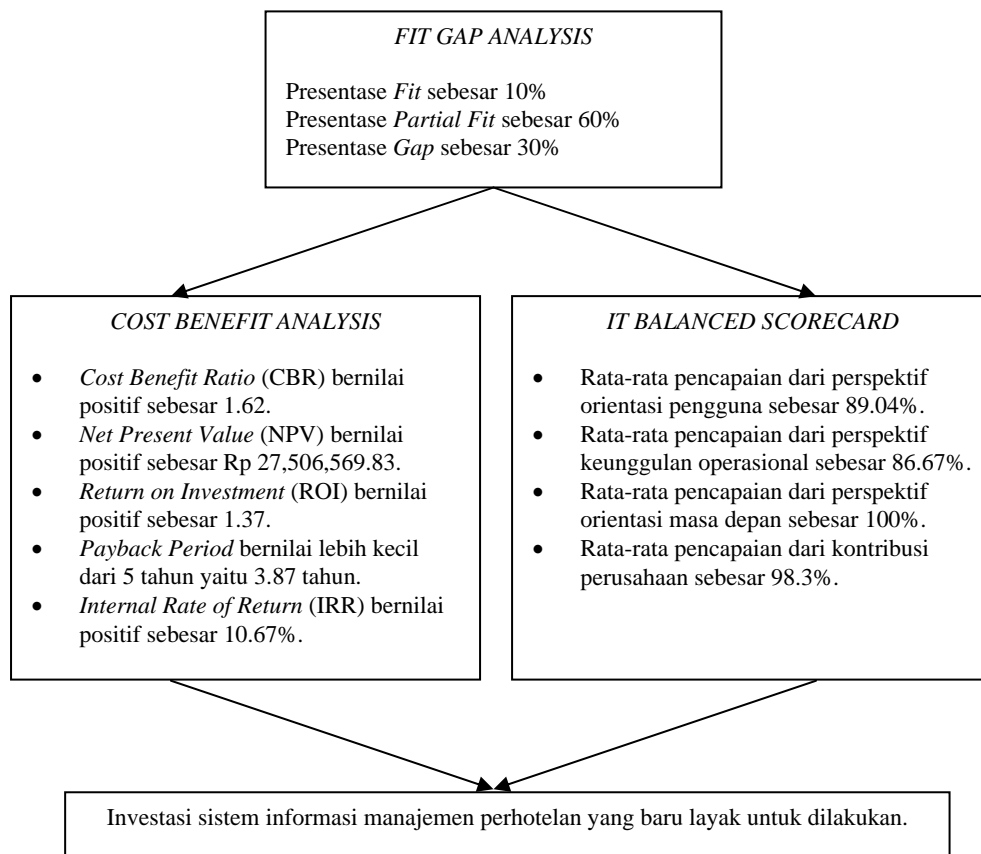 FIT GAP ANALYSIS
Presentase Fit sebesar 10%
Presentase Partial Fit sebesar 60%
Presentase Gap sebesar 30%
COST BENEFIT ANALYSIS
• Cost Benefit Ratio (CBR) bernilai
positif sebesar 1.62.
• Net Present Value (NPV) bernilai
positif sebesar Rp 27,506,569.83.
• Return on Investment (ROI) bernilai
positif sebesar 1.37.
• Payback Period bernilai lebih kecil
dari 5 tahun yaitu 3.87 tahun.
• Internal Rate of Return (IRR) bernilai
positif sebesar 10.67%.
IT BALANCED SCORECARD
• Rata-rata pencapaian dari perspektif
orientasi pengguna sebesar 89.04%.
• Rata-rata pencapaian dari perspektif
keunggulan operasional sebesar 86.67%.
• Rata-rata pencapaian dari perspektif
orientasi masa depan sebesar 100%.
• Rata-rata pencapaian dari kontribusi
perusahaan sebesar 98.3%.
Investasi sistem informasi manajemen perhotelan yang baru layak untuk dilakukan.